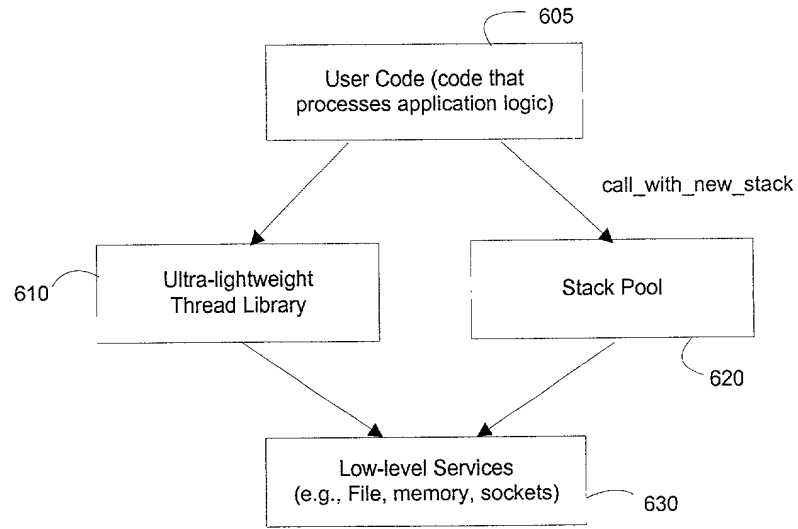 605
User Code (code that
processes application logic)
call_with_new_stack
610
Ultra-lightweight
Thread Library
Stack Pool
620
Low-level Services
(e.g., File, memory, sockets)
630